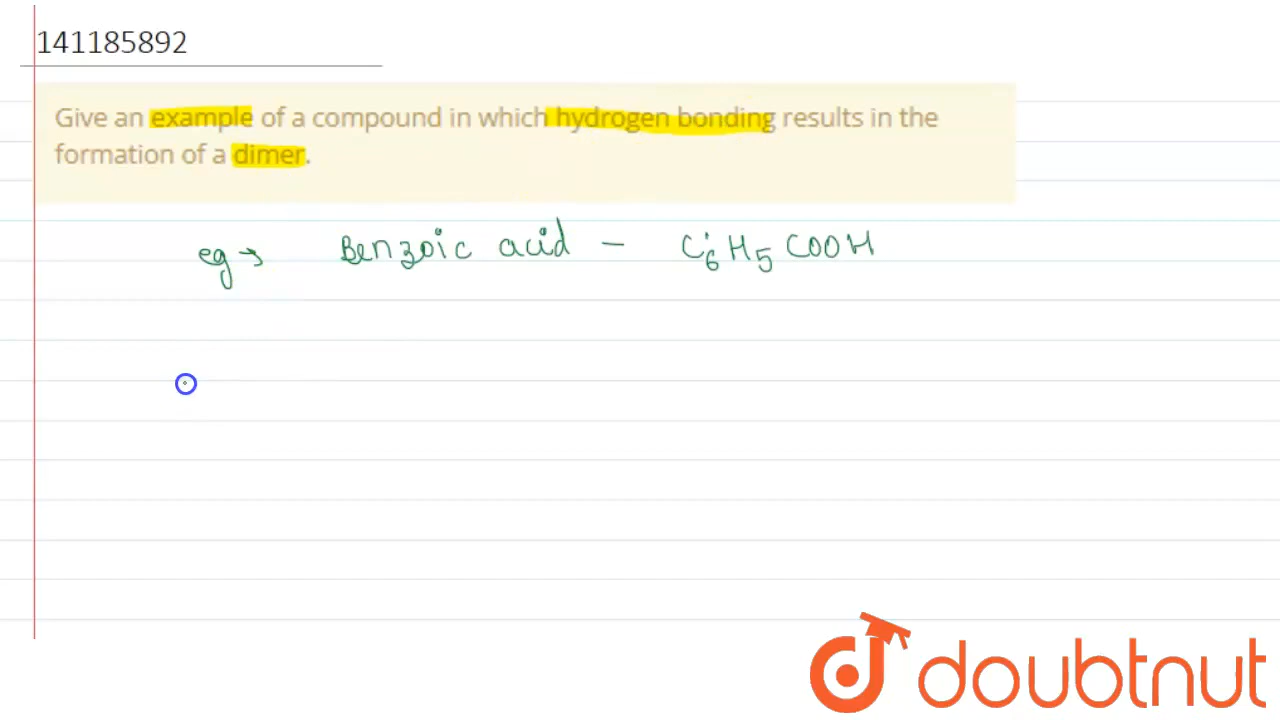 141185892
Give an example of a compound in which hydrogen bonding results in the
formation of a dimer.
eg → Benzoic acid - C6H5COOH
doubtnut